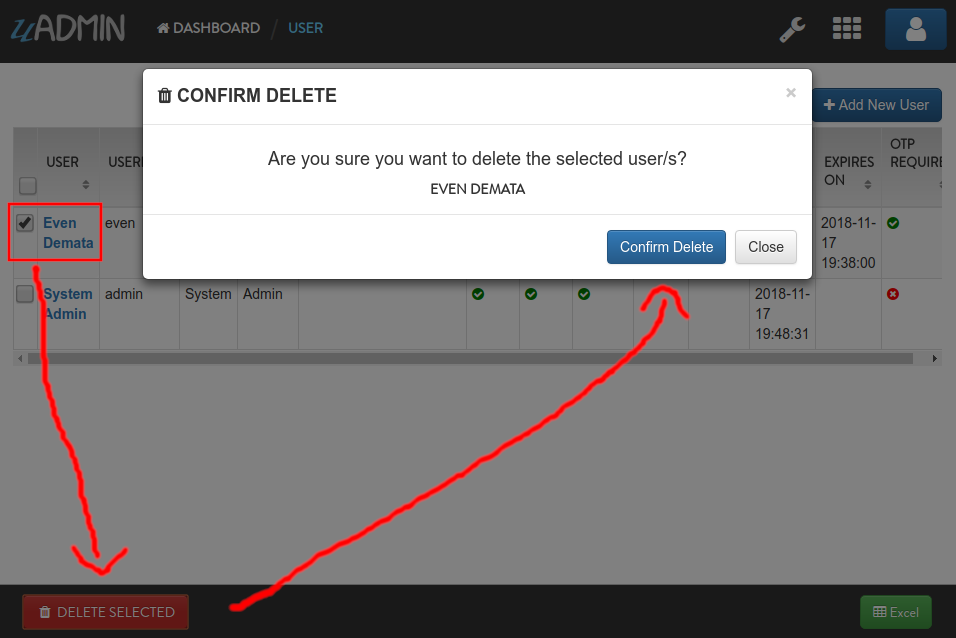 uADMIN
DASHBOARD / USER
CONFIRM DELETE
×
Are you sure you want to delete the selected user/s?
EVEN DEMATA
Confirm Delete
Close
+ Add New User
USER
EXPIRES
ON
OTP
Even
Demata
even
2018-11-
17
19:38:00
System
Admin
admin
System
Admin
2018-11-
17
19:48:31
DELETE SELECTED
Excel